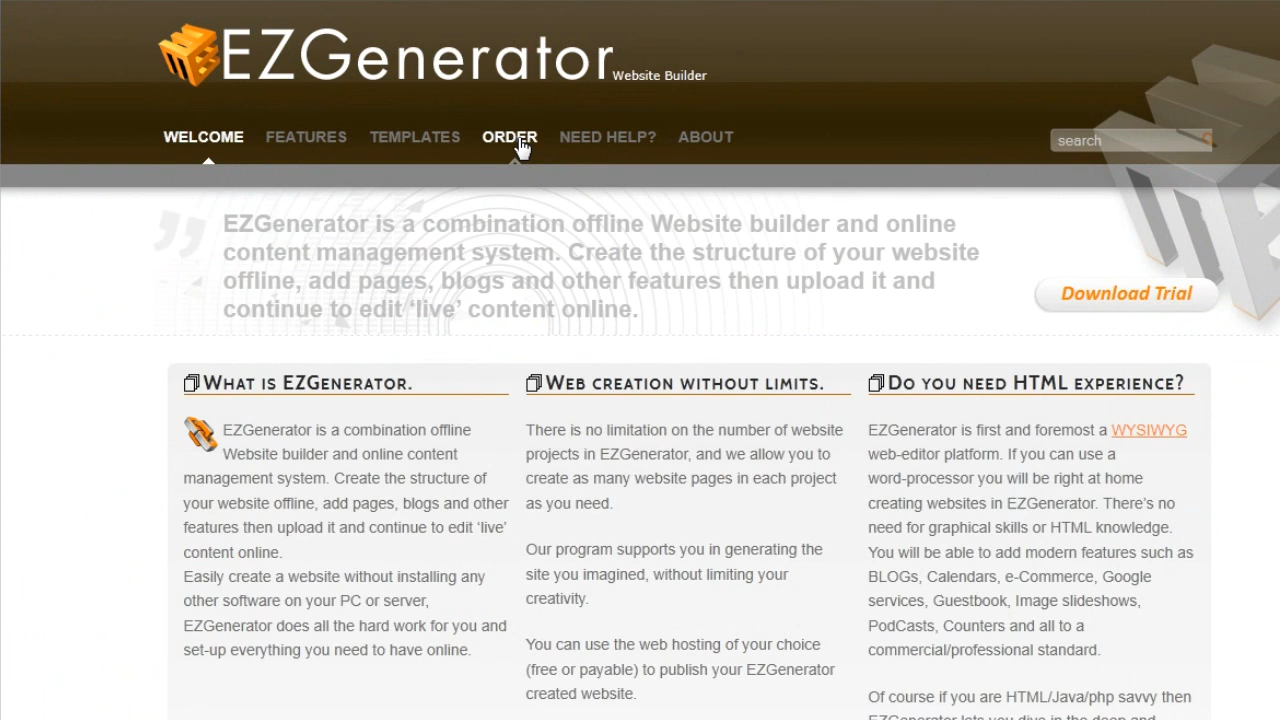 EZGenerator Website Builder
WELCOME FEATURES TEMPLATES ORDER NEED HELP? ABOUT
search
EZGenerator is a combination offline Website builder and online
content management system. Create the structure of your website
offline, add pages, blogs and other features then upload it and
continue to edit ‘live’ content online.
Download Trial
WHAT IS EZGENERATOR.
EZGenerator is a combination offline
Website builder and online content
management system. Create the structure of
your website offline, add pages, blogs and other
features then upload it and continue to edit ‘live’
content online.
Easily create a website without installing any
other software on your PC or server,
EZGenerator does all the hard work for you and
set-up everything you need to have online.
WEB CREATION WITHOUT LIMITS.
There is no limitation on the number of website
projects in EZGenerator, and we allow you to
create as many website pages in each project
as you need.
Our program supports you in generating the
site you imagined, without limiting your
creativity.
You can use the web hosting of your choice
(free or payable) to publish your EZGenerator
created website.
DO YOU NEED HTML EXPERIENCE?
EZGenerator is first and foremost a WYSIWYG
web-editor platform. If you can use a
word-processor you will be right at home
creating websites in EZGenerator. There’s no
need for graphical skills or HTML knowledge.
You will be able to add modern features such as
BLOGs, Calendars, e-Commerce, Google
services, Guestbook, Image slideshows,
PodCasts, Counters and all to a
commercial/professional standard.
Of course if you are HTML/Java/php savvy then
EZGenerator lets you dive in the deep and